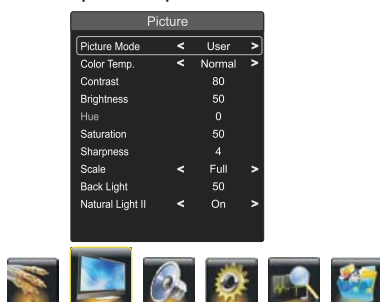 Picture
Picture Mode < User >
Color Temp. < Normal >
Contrast 80
Brightness 50
Hue 0
Saturation 50
Sharpness 4
Scale < Full >
Back Light 50
Natural Light II < On >